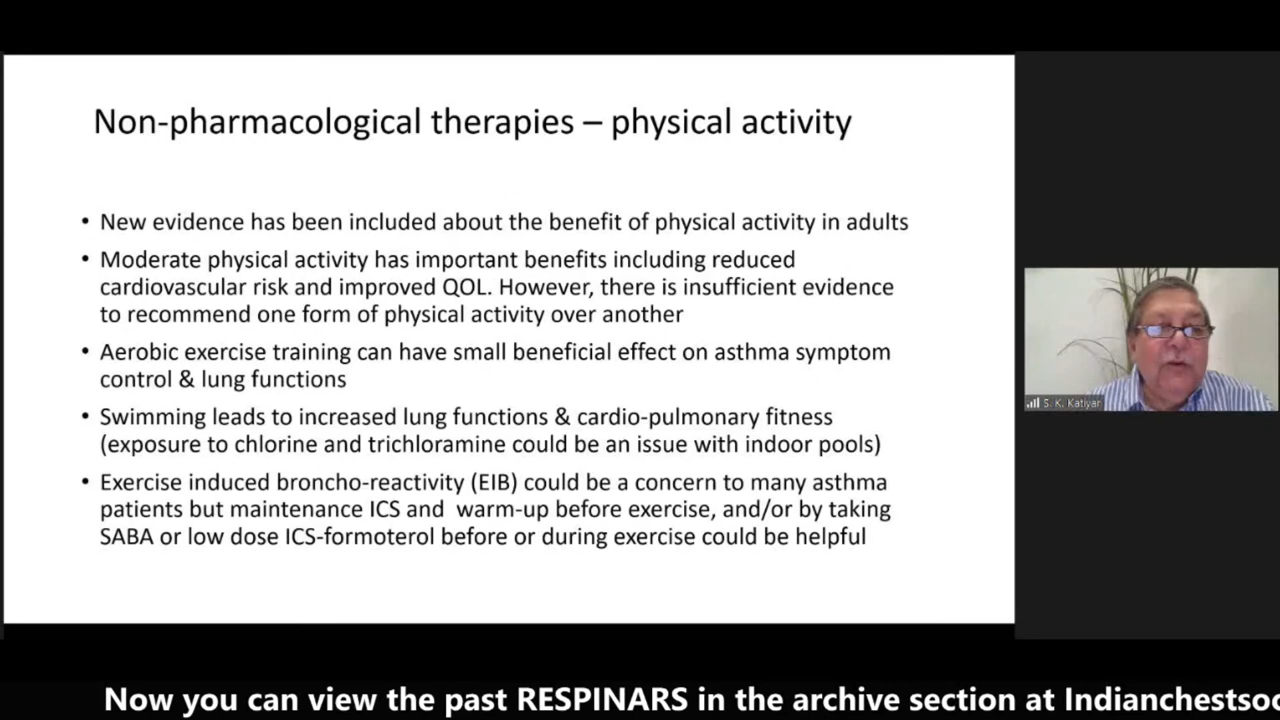 Non-pharmacological therapies – physical activity
• New evidence has been included about the benefit of physical activity in adults
• Moderate physical activity has important benefits including reduced
cardiovascular risk and improved QOL. However, there is insufficient evidence
to recommend one form of physical activity over another
• Aerobic exercise training can have small beneficial effect on asthma symptom
control & lung functions
• Swimming leads to increased lung functions & cardio-pulmonary fitness
(exposure to chlorine and trichloramine could be an issue with indoor pools)
• Exercise induced broncho-reactivity (EIB) could be a concern to many asthma
patients but maintenance ICS and warm-up before exercise, and/or by taking
SABA or low dose ICS-formoterol before or during exercise could be helpful
S. K. Katiyar
Now you can view the past RESPINARS in the archive section at Indianchestsoc